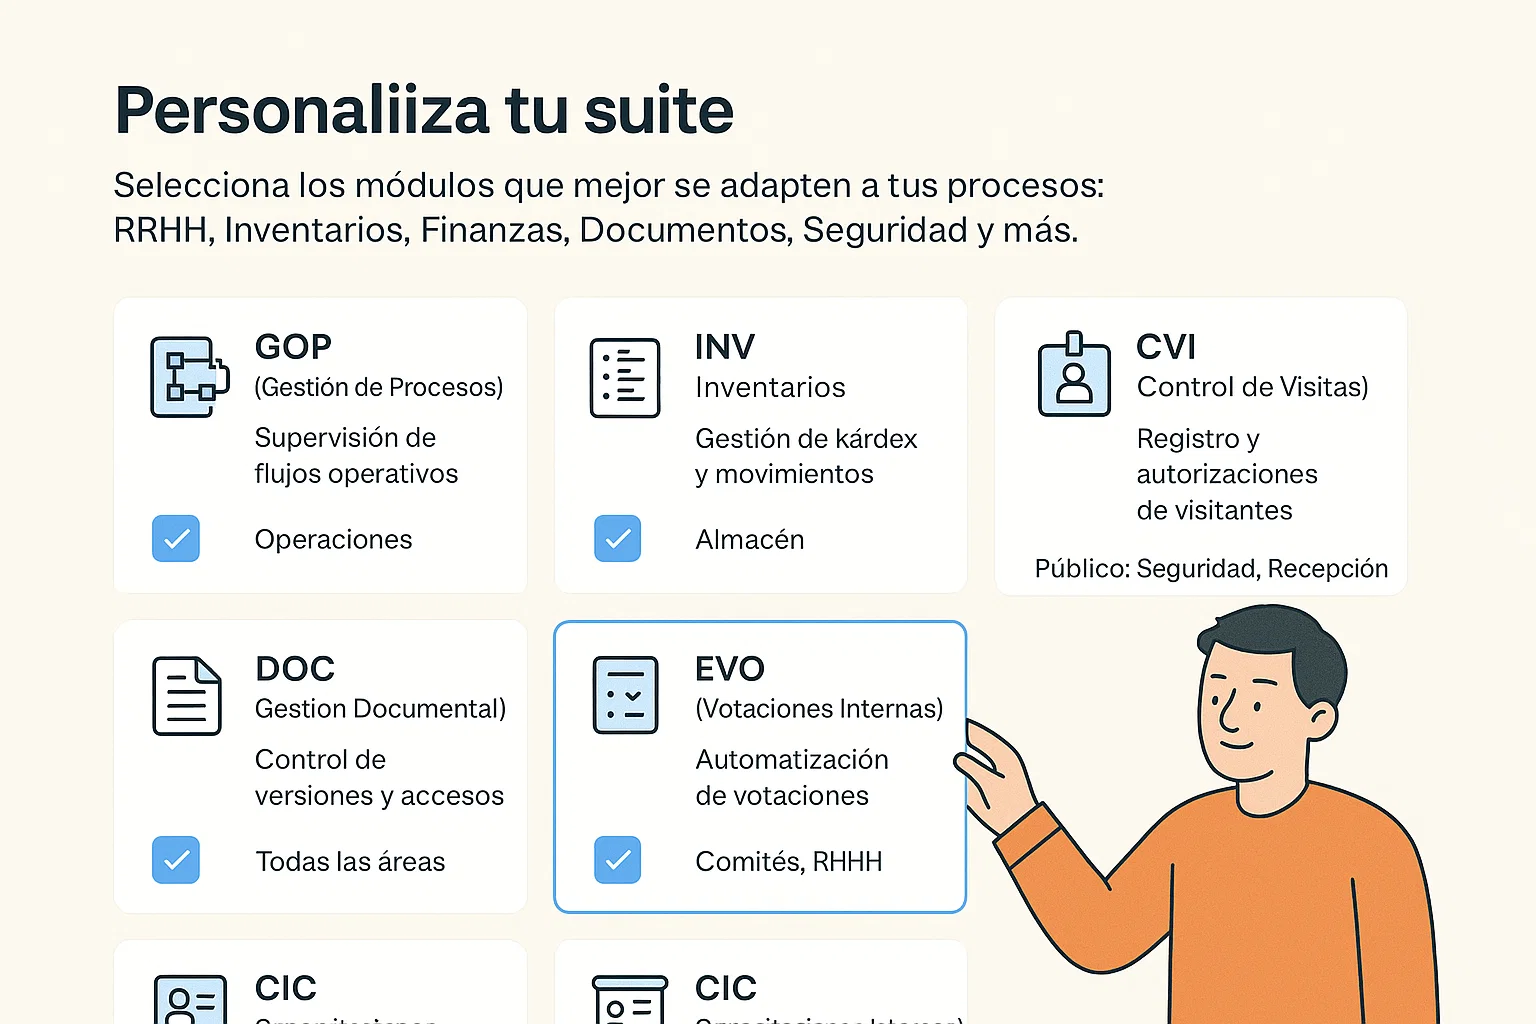 Personaliiza tu suite
Selecciona los módulos que mejor se adapten a tus procesos:
RRHH, Inventarios, Finanzas, Documentos, Seguridad y más.
GOP
(Gestión de Procesos)
Supervisión de
flujos operativos
Operaciones
INV
Inventarios
Gestión de kárdex
y movimientos
Almacén
CVI
Control de Visitas)
Registro y
autorizaciones
de visitantes
Público: Seguridad, Recepción
DOC
Gestion Documental)
Control de
versiones y accesos
Todas las áreas
EVO
(Votaciones Internas)
Automatización
de votaciones
Comités, RHHH
CIC
CIC